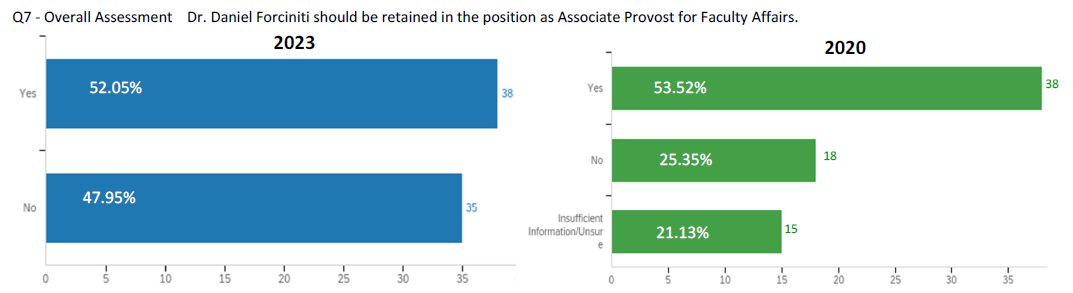 Q7 - Overall Assessment Dr. Daniel Forciniti should be retained in the position as Associate Provost for Faculty Affairs.
2023
Yes
52.05%
38
No
47.95%
35
0 5 10 15 20 25 30 35
2020
Yes
53.52%
38
No
25.35%
18
Insufficient
Information/Unsur
e
21.13%
15
0 5 10 15 20 25 30 35